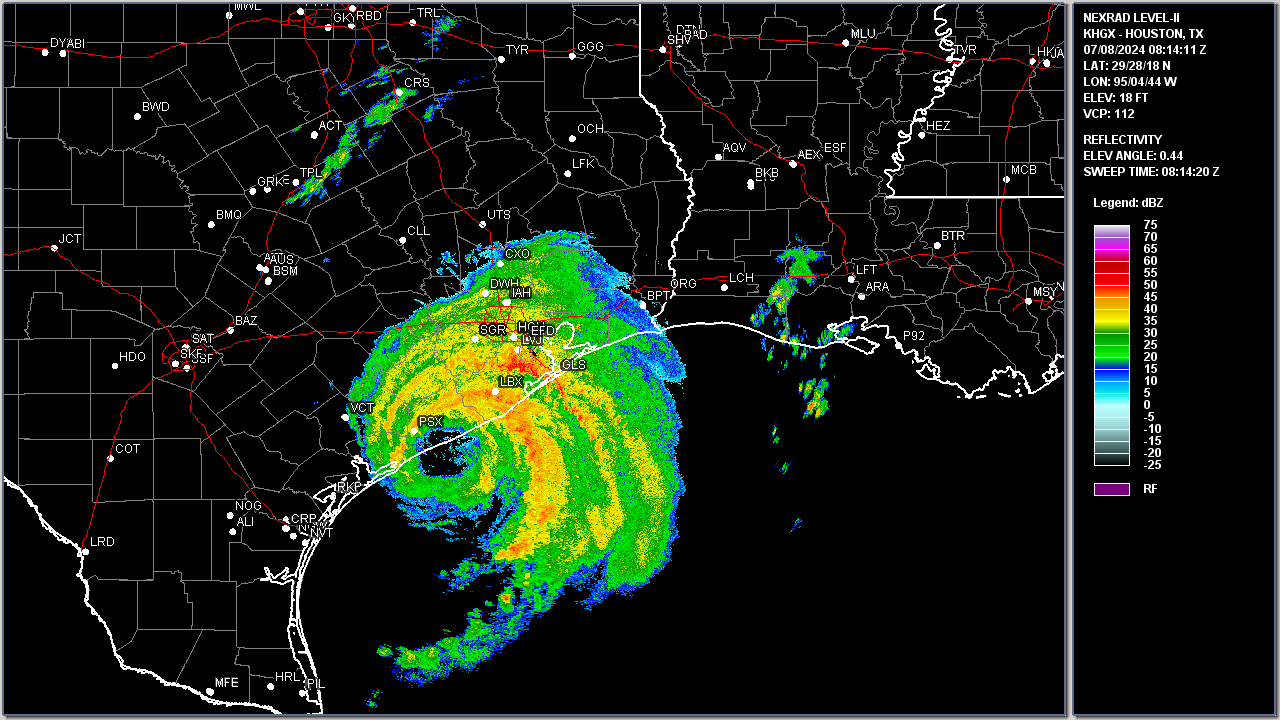 MWL
GKY
RBD
TRL
DYS
ABI
TYR
GGG
DTN
BAD
SHV
MLU
TVR
HKS
JAN
CRS
BWD
ACT
OCH
HEZ
LFK
AQV
AEX
ESF
BKB
MCB
TPL
GRK
BMQ
UTS
CLL
BTR
JCT
AUS
BSM
CXO
DWH
IAH
ORG
LCH
LFT
ARA
BPT
MSY
BAZ
SAT
SKF
SSF
HDO
SGR
HOU
EFD
LVJ
GLS
P92
LBX
VCT
PSX
COT
RKP
NOG
ALI
CRP
NVT
LRD
MFE
HRL
PIL
NEXRAD LEVEL-II
KHGX - HOUSTON, TX
07/08/2024 08:14:11 Z
LAT: 29/28/18 N
LON: 95/04/44 W
ELEV: 18 FT
VCP: 112
REFLECTIVITY
ELEV ANGLE: 0.44
SWEEP TIME: 08:14:20 Z
Legend: dBZ
75
70
65
60
55
50
45
40
35
30
25
20
15
10
5
0
-5
-10
-15
-20
-25
RF